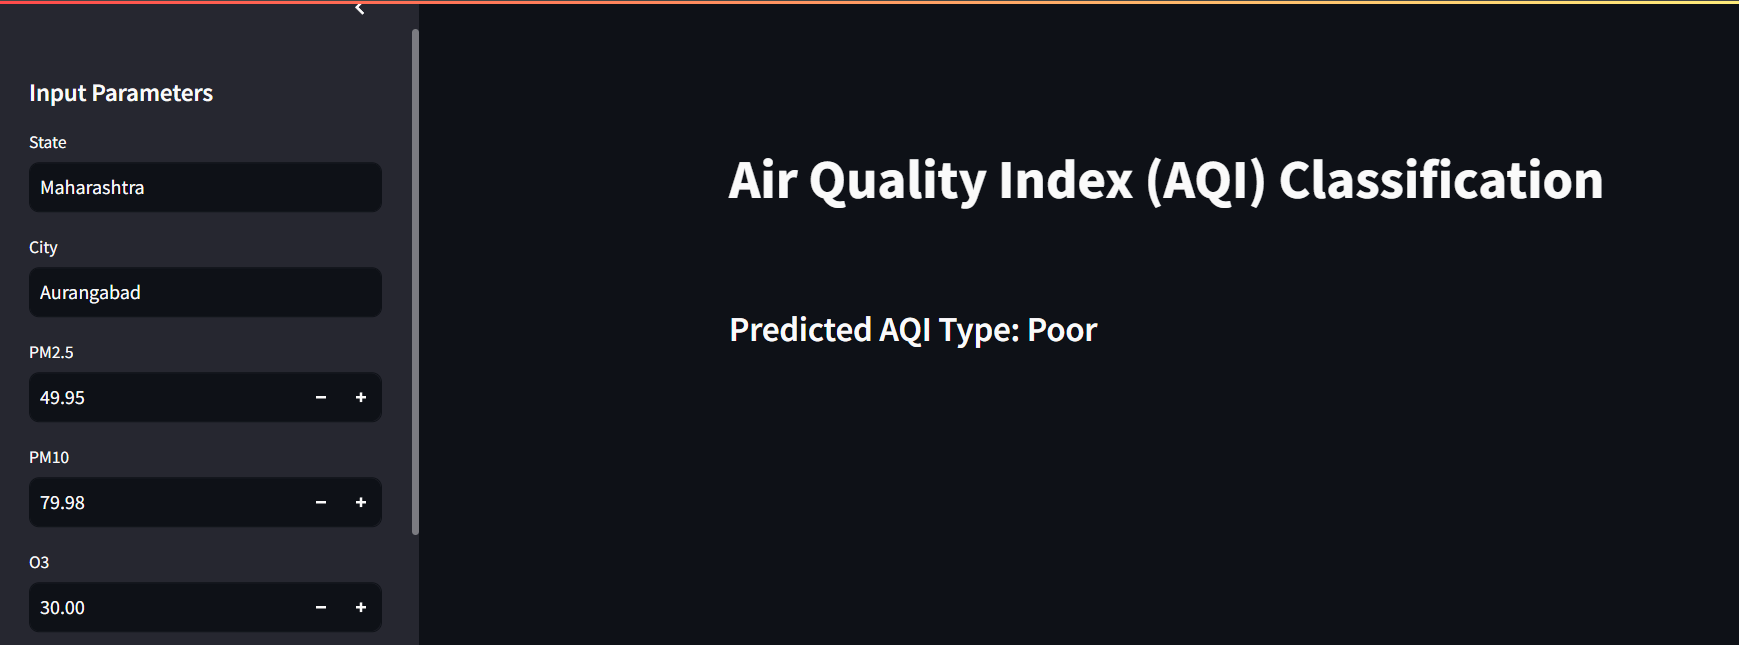 Input Parameters
State
Maharashtra
City
Aurangabad
PM2.5
49.95
PM10
79.98
O3
30.00
Air Quality Index (AQI) Classification
Predicted AQI Type: Poor